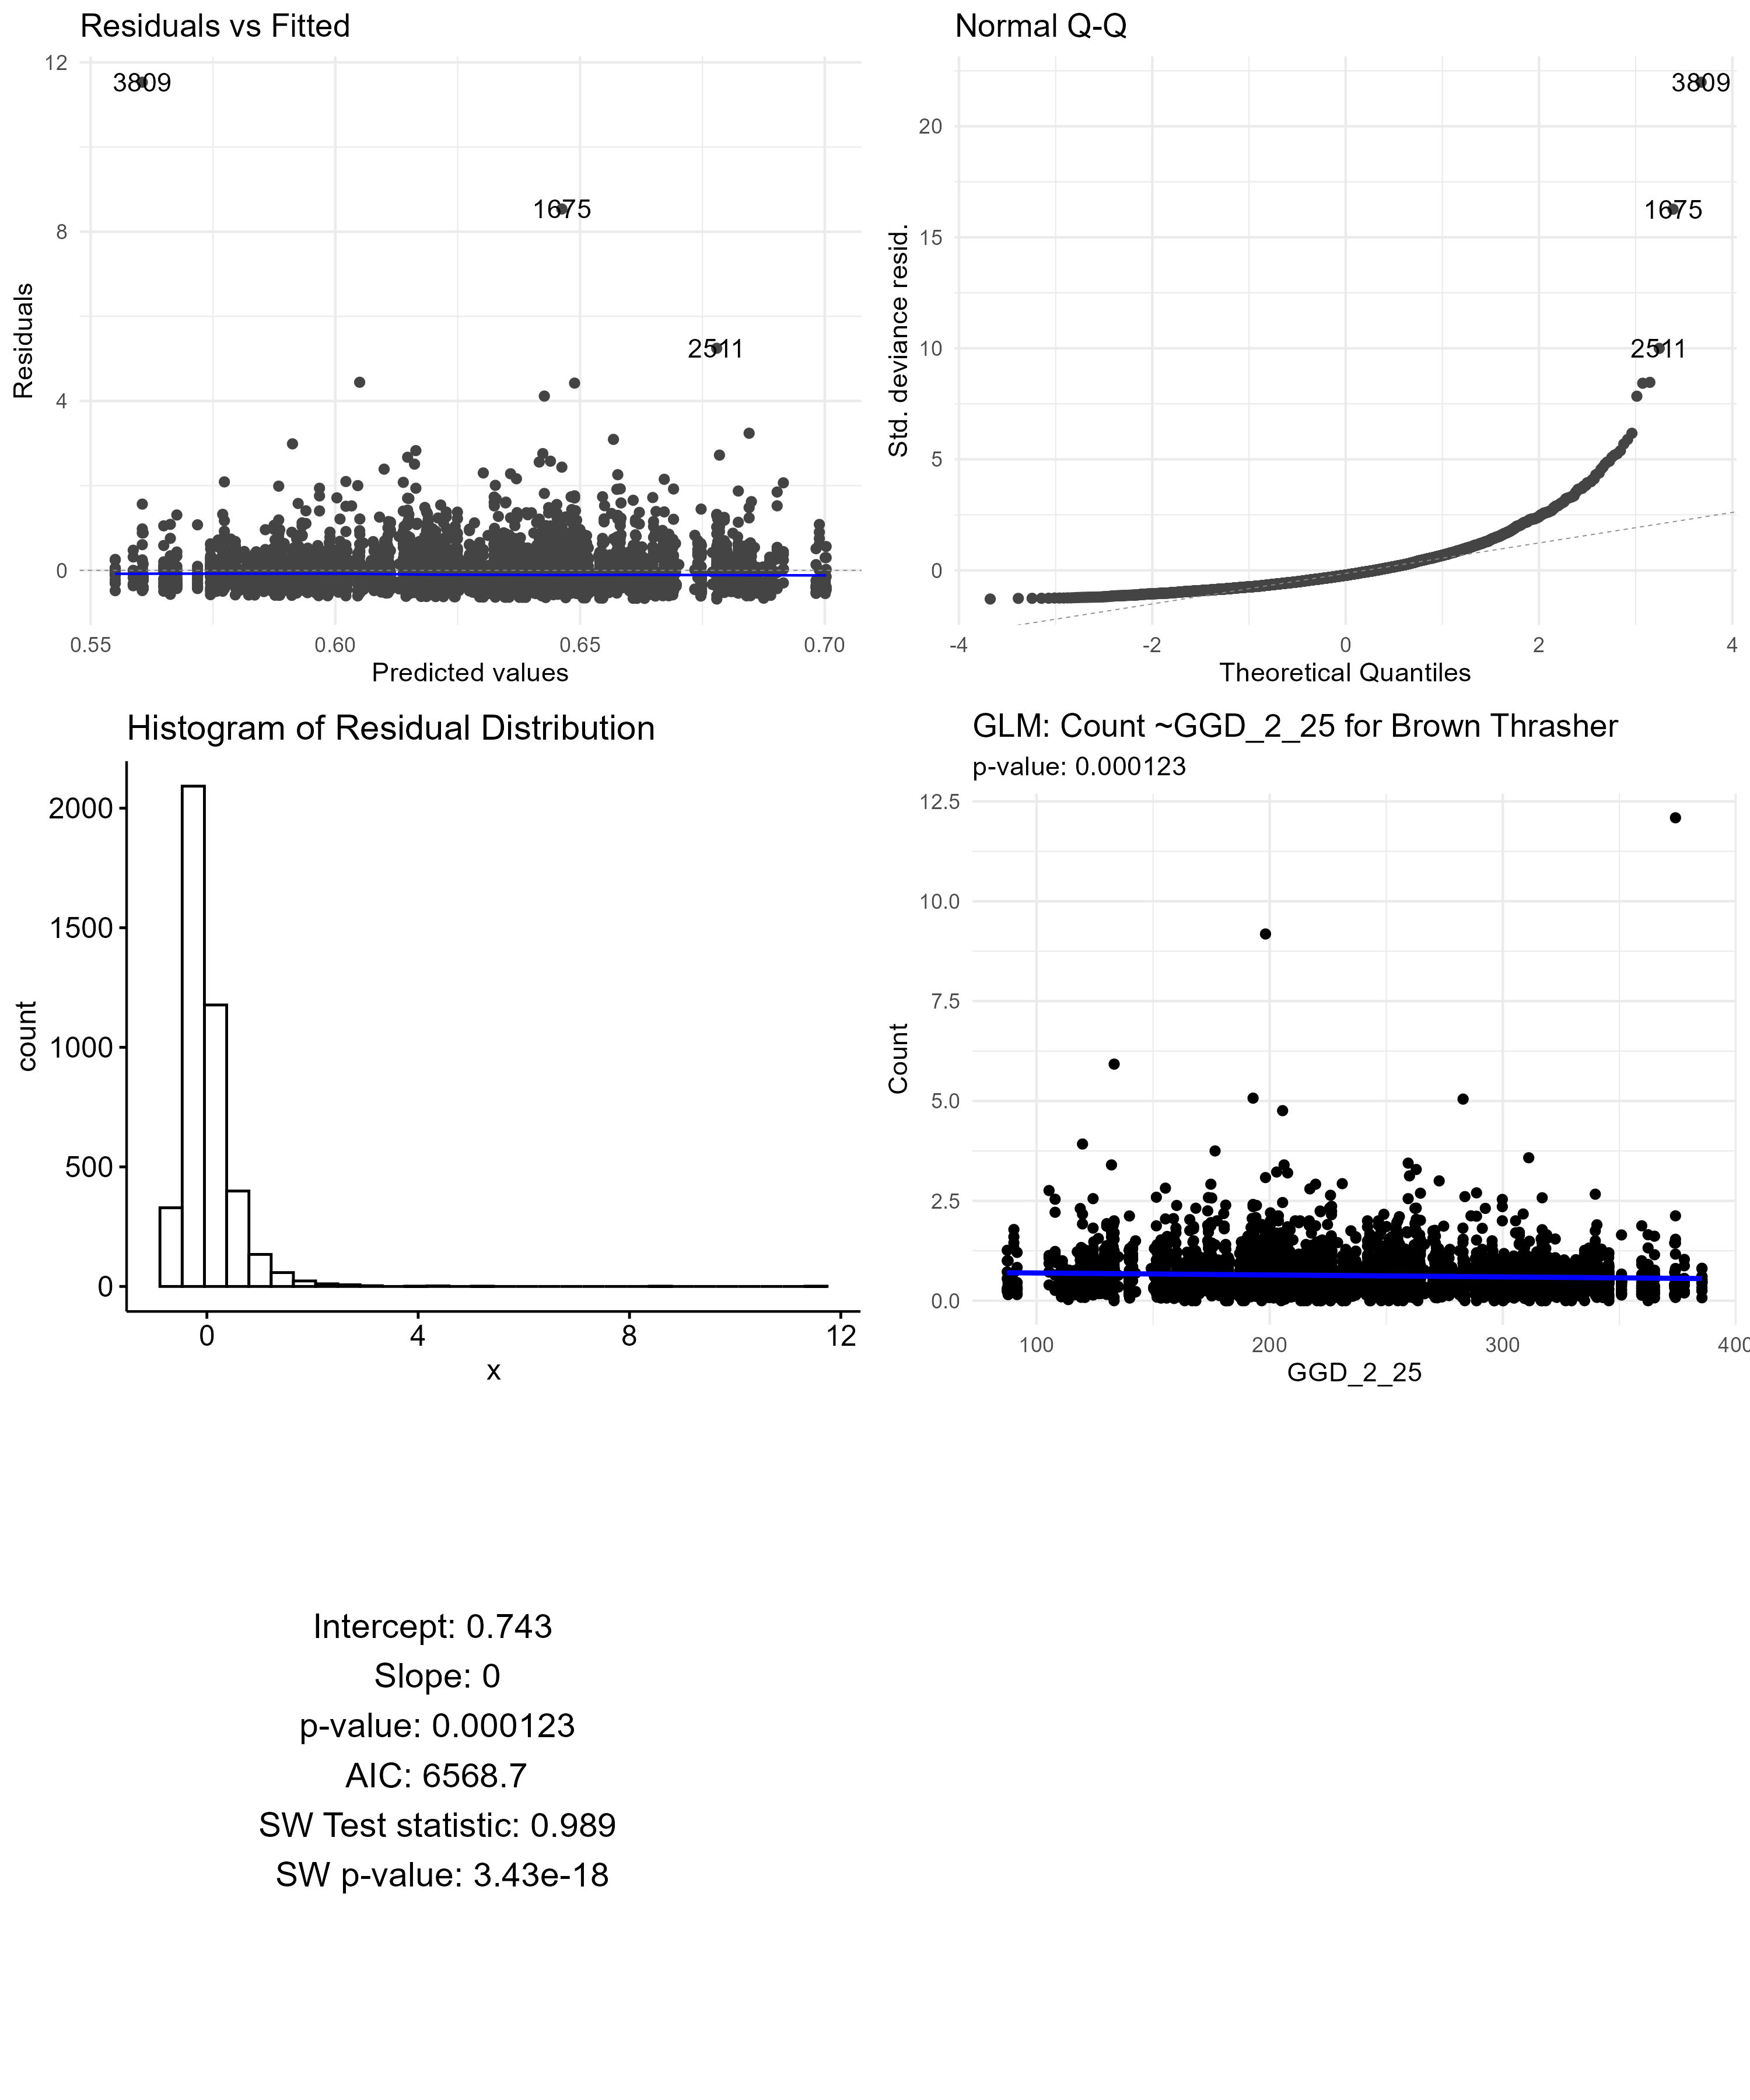 Residuals vs Fitted
12
8
4
0
Residuals
3809
1675
2511
0.55 0.60 0.65 0.70
Predicted values
Normal Q-Q
20
15
10
5
0
Std. deviance resid.
3809
1675
2511
-4 -2 0 2 4
Theoretical Quantiles
Histogram of Residual Distribution
2000
1500
1000
500
0
count
0 4 8 12
x
GLM: Count ~GGD_2_25 for Brown Thrasher
p-value: 0.000123
12.5
10.0
7.5
5.0
2.5
0.0
Count
100 200 300 400
GGD_2_25
Intercept: 0.743
Slope: 0
p-value: 0.000123
AIC: 6568.7
SW Test statistic: 0.989
SW p-value: 3.43e-18